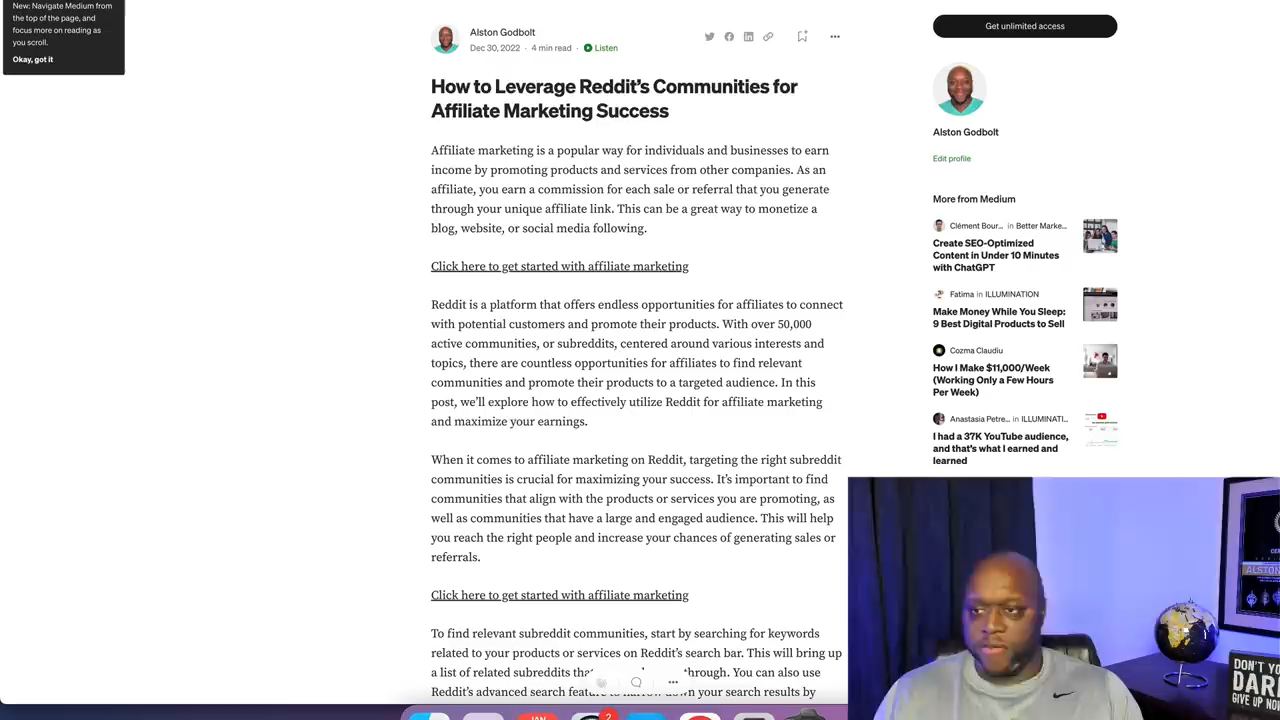 New: Navigate Medium from
the top of the page, and
focus more on reading as
you scroll.
Okay, got it
Alston Godbolt
Dec 30, 2022 · 4 min read · Listen
How to Leverage Reddit's Communities for
Affiliate Marketing Success
Affiliate marketing is a popular way for individuals and businesses to earn
income by promoting products and services from other companies. As an
affiliate, you earn a commission for each sale or referral that you generate
through your unique affiliate link. This can be a great way to monetize a
blog, website, or social media following.
Click here to get started with affiliate marketing
Reddit is a platform that offers endless opportunities for affiliates to connect
with potential customers and promote their products. With over 50,000
active communities, or subreddits, centered around various interests and
topics, there are countless opportunities for affiliates to find relevant
communities and promote their products to a targeted audience. In this
post, we'll explore how to effectively utilize Reddit for affiliate marketing
and maximize your earnings.
When it comes to affiliate marketing on Reddit, targeting the right subreddit
communities is crucial for maximizing your success. It's important to find
communities that align with the products or services you are promoting, as
well as communities that have a large and engaged audience. This will help
you reach the right people and increase your chances of generating sales or
referrals.
Click here to get started with affiliate marketing
To find relevant subreddit communities, start by searching for keywords
related to your products or services on Reddit's search bar. This will bring up
a list of related subreddits through. You can also use
Reddit's advanced search your search results by
Get unlimited access
Alston Godbolt
Edit profile
More from Medium
Clément Bour... in Better Marke...
Create SEO-Optimized
Content in Under 10 Minutes
with ChatGPT
Fatima in ILLUMINATION
Make Money While You Sleep:
9 Best Digital Products to Sell
Cozma Claudiu
How I Make $11,000/Week
(Working Only a Few Hours
Per Week)
Anastasia Petre... in ILLUMINATI...
I had a 37K YouTube audience,
and that's what I earned and
learned
DON'T
GIVE UP NOW
JAN
2